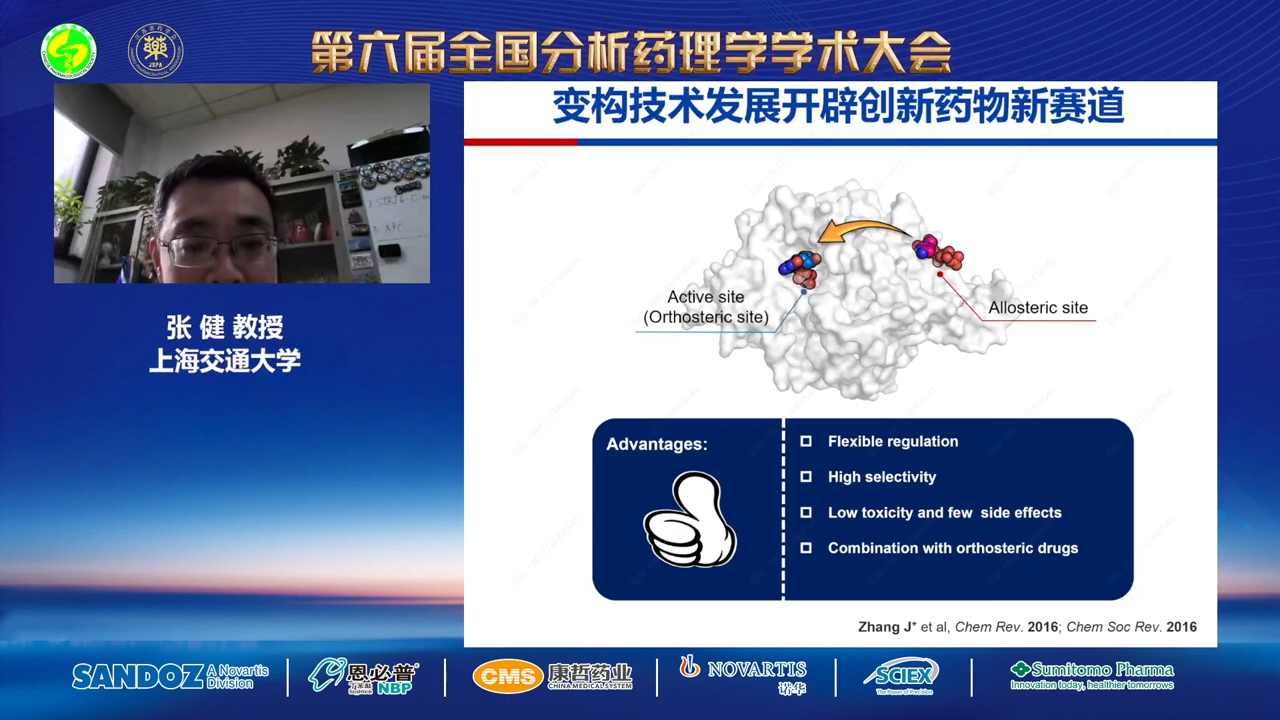 第六届全国分析药理学学术大会
变构技术发展开辟创新药物新赛道
张 健 教授
上海交通大学
Active site
(Orthosteric site)
Allosteric site
Advantages:
Flexible regulation
High selectivity
Low toxicity and few side effects
Combination with orthosteric drugs
Zhang J* et al, Chem Rev. 2016; Chem Soc Rev. 2016
SANDOZ A Novartis Division
恩必普® NBP
CMS 康哲药业 CHINA MEDICAL SYSTEM
NOVARTIS 诺华
SCIEX The Power of Precision
Sumitomo Pharma
Innovation today, healthier tomorrows